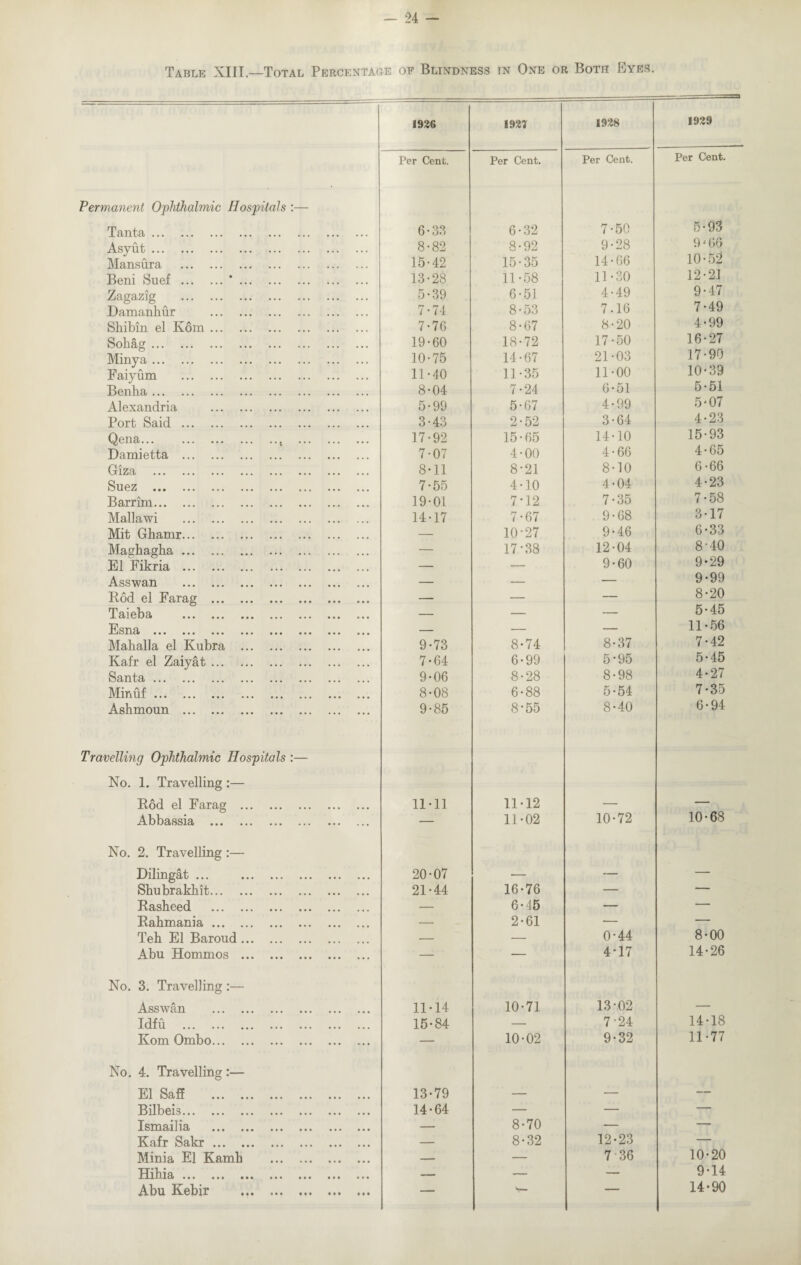 — 24 —
Table XIII.—Total Percentage of Blindness in One or Both Eyes.
1926 1927 1928 1929
Per Cent. Per Cent. Per Cent. Per Cent.
Permanent Ophthalmic Hospitals :—
Tanta ... 6·33 6·32 7·50 5·93
Asyût ... 8·82 8·92 9·28 9·66
Mansûra ... 15·42 15·35 14·66 10·52
Beni Suef ... 13·28 11·58 11·30 12·21
Zagazîg ... 5·39 6·51 4·49 9·47
Damanhûr ... 7·74 8·53 7.16 7·49
Shibîn el Kôm ... 7·76 8·67 8·20 4·99
Sohâg ... 19·60 18·72 17·50 16·27
Minya ... 10·75 14·67 21·03 17·90
Faiyûm ... 11·40 11·35 11·00 10·39
Benha ... 8·04 7·24 6·51 5·51
Alexandria ... 5·99 5·67 4·99 5·07
Port Said ... 3·43 2·52 3·64 4·23
Qena... 17·92 15·65 14·10 15·93
Damietta ... 7·07 4·00 4·66 4·65
Gîza ... 8·11 8·21 8·10 6·66
Suez ... 7·55 4·10 4·04 4·23
Barrîm... 19·01 7·12 7·35 7·58
Mallawi ... 14·17 7·67 9·68 3·17
Mit Ghamr... — 10·27 9·46 6·33
Maghagha ... — 17·38 12·04 8·40
El Fikria ... — — 9·60 9·29
Asswan ... — — — 9·99
Rôd el Farag ... — — — 8·20
Taieba ... — — — 5·45
Esna ... — — — 11·56
Mahalla el Kubra ... 9·73 8·74 8·37 7·42
Kafr el Zaiyât ... 7·64 6·99 5·95 5·45
Santa ... 9·06 8·28 8·98 4·27
Minûf ... 8·08 6·88 5·54 7·35
Ashmoun ... 9·85 8·55 8·40 6·94
Travelling Ophthalmic Hospitals :—
No. 1. Travelling :—
Rôd el Farag ... 11·11 11·12 — —
Abbassia ... — 11·02 10·72 10·68
No. 2. Travelling :—
Dilingât ... 20·07 — — —
Shubrakhît... 21·44 16·76 — —
Rasheed ... — 6·45 — —
Rahmania ... — 2·61 — —
Teh El Baroud ... — — 0·44 8·00
Abu Hommos ... — — 4·17 14·26
No. 3. Travelling :—
Asswân ... 11·14 10·71 13·02 —
Idfû ... 15·84 — 7·24 14·18
Kom Ombo... — 10·02 9·32 11·77
No. 4. Travelling :—
El Saff ... 13·79 — — —
Bilbeis... 14·64 — — —
Ismailia ... — 8·70 — —
Kafr Sakr ... — 8·32 12·23 —
Minia El Kamh ... — — 7·36 10·20
Hihia ... — — — 9·14
Abu Kebir ... — — — 14·90